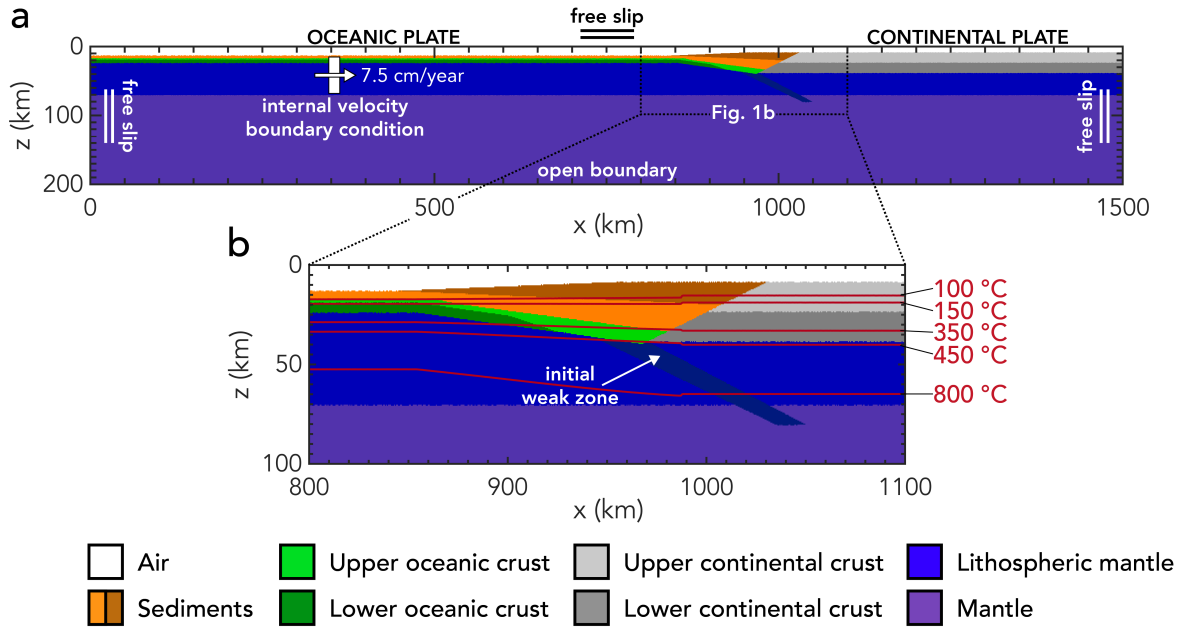 a
free slip
OCEANIC PLATE
CONTINENTAL PLATE
0
100
200
z (km)
free slip
7.5 cm/year
internal velocity
boundary condition
Fig. 1b
free slip
open boundary
0
500
1000
1500
x (km)
b
0
50
100
z (km)
initial
weak zone
100 °C
150 °C
350 °C
450 °C
800 °C
800
900
1000
1100
x (km)
Air
Upper oceanic crust
Upper continental crust
Lithospheric mantle
Sediments
Lower oceanic crust
Lower continental crust
Mantle